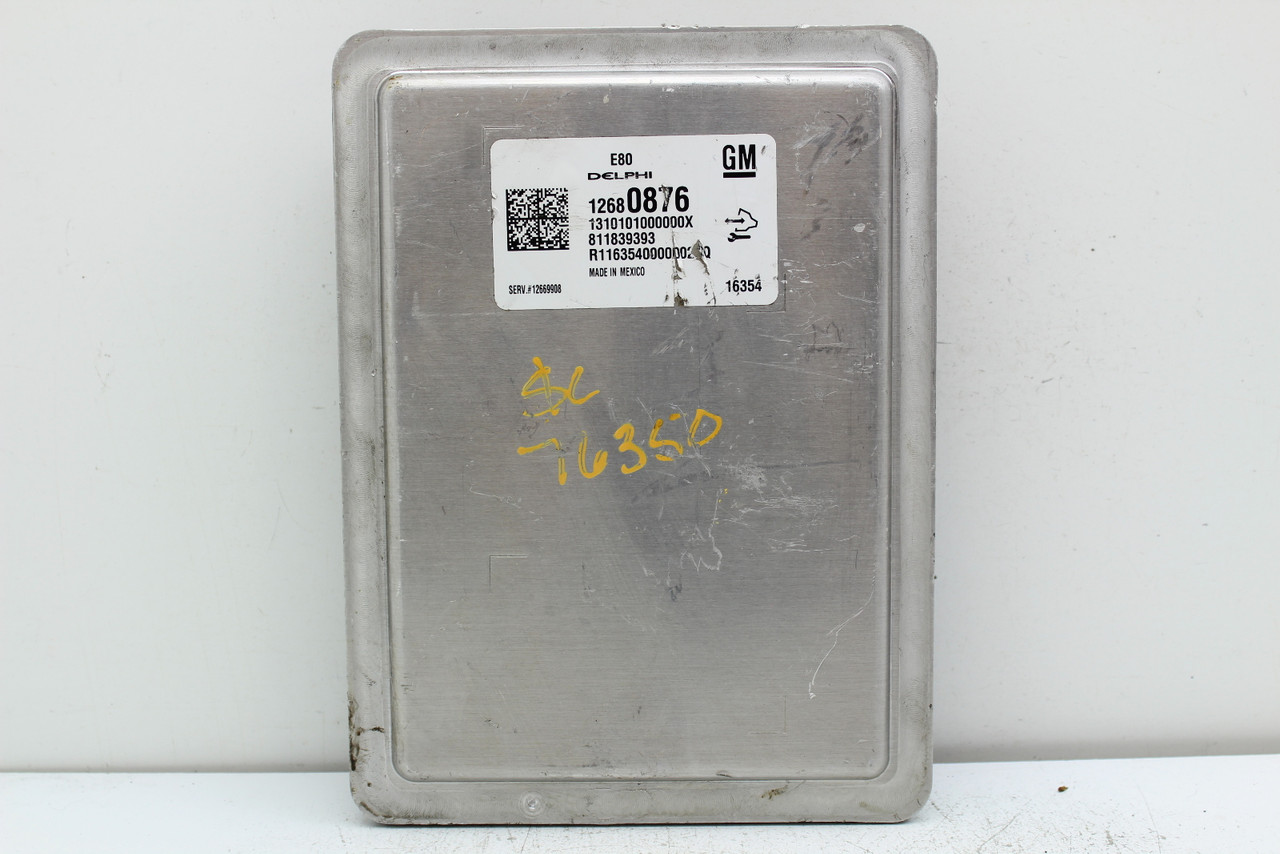 E80
GM
DELPHI
12680876
1310101000000X
811839393
MADE IN MEXICO
SERV.#12669908
16354
76350